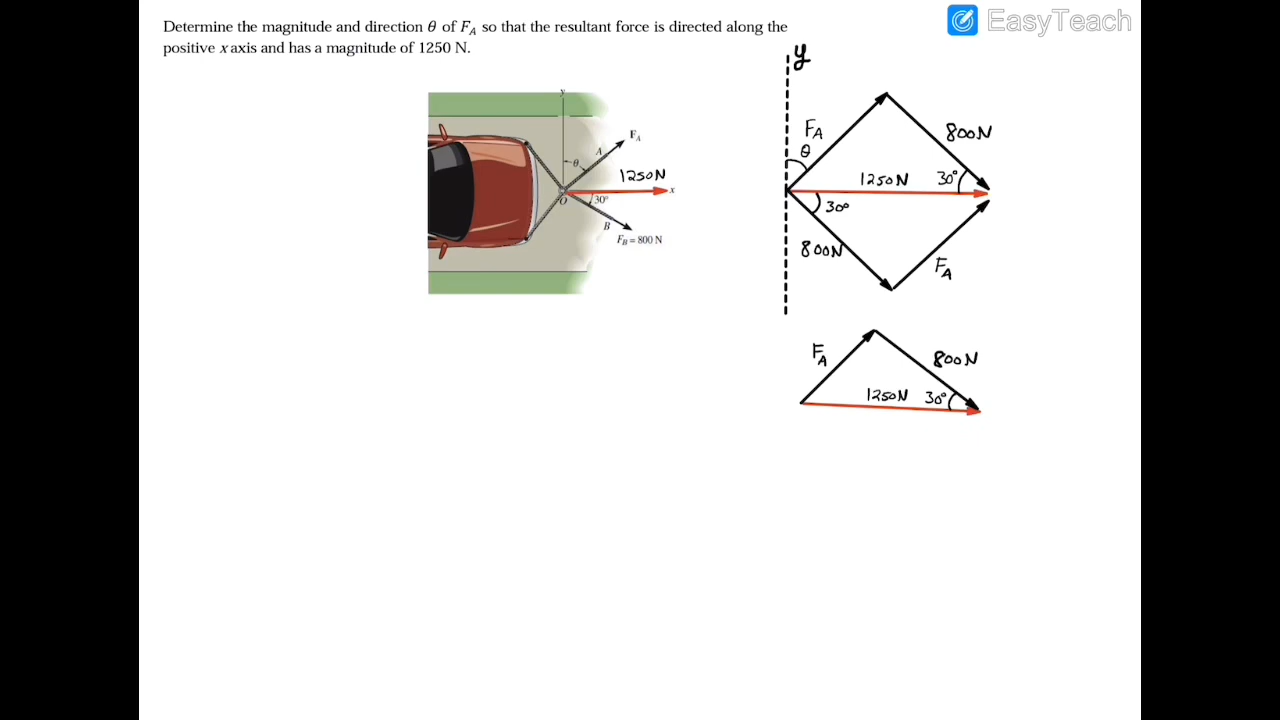 EasyTeach
Determine the magnitude and direction θ of F_A so that the resultant force is directed along the
positive x axis and has a magnitude of 1250 N.
y
F_A
A
θ
1250N
x
O
30°
B
F_B = 800 N
y
F_A
θ
800N
1250N
30°
30°
800N
F_A
F_A
800N
1250N
30°